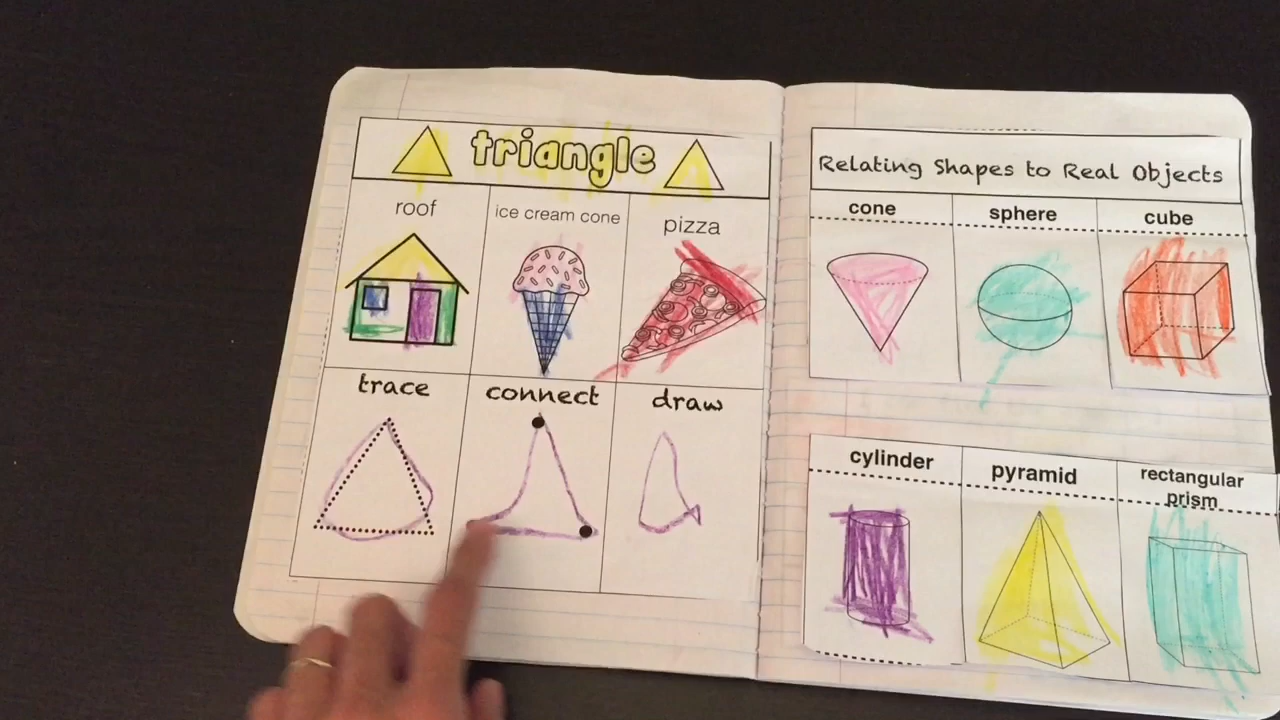 triangle
roof
ice cream cone
pizza
trace
connect
draw
Relating Shapes to Real Objects
cone
sphere
cube
cylinder
pyramid
rectangular
prism